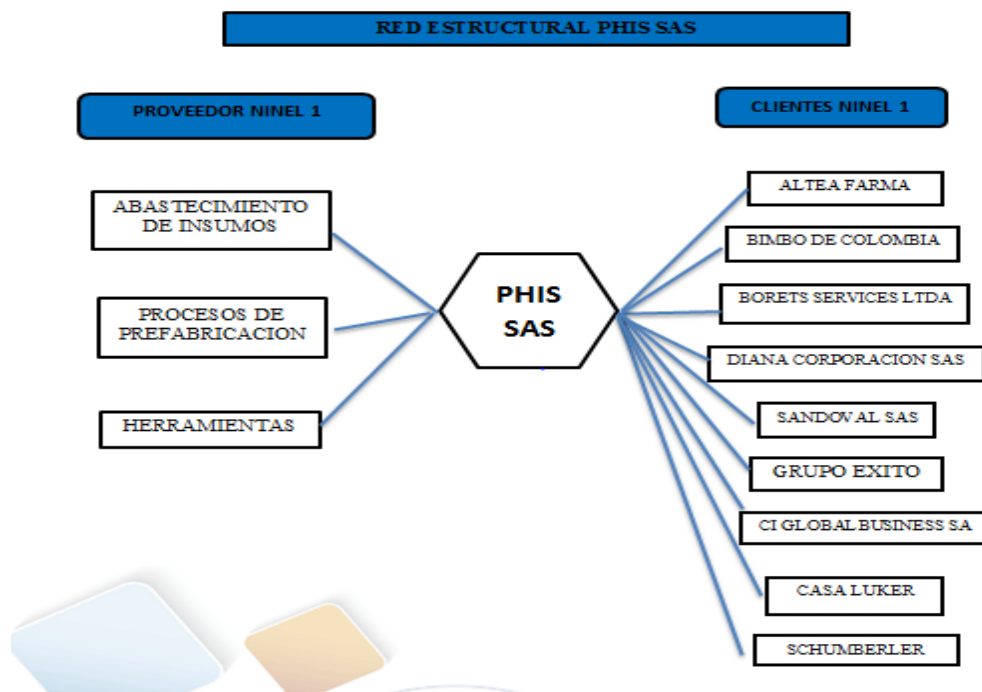 RED ESTRUCTURAL PHIS SAS
PROVEEDOR NINEL 1
CLIENTES NINEL 1
ABASTECIMIENTO
DE INSUMOS
PROCESOS DE
PREFABRICACION
HERRAMIENTAS
PHIS
SAS
ALTEA FARMA
BIMBO DE COLOMBIA
BORETS SERVICES LTDA
DIANA CORPORACION SAS
SANDOVAL SAS
GRUPO EXITO
CI GLOBAL BUSINESS SA
CASA LUKER
SCHUMBERLER